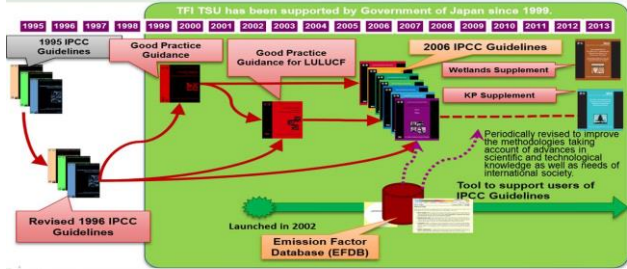 TFI TSU has been supported by Government of Japan since 1999.
1995 1996 1997 1998 1999 2000 2001 2002 2003 2004 2005 2006 2007 2008 2009 2010 2011 2012 2013
1995 IPCC
Guidelines
Good Practice
Guidance
Good Practice
Guidance for LULUCF
2006 IPCC Guidelines
Wetlands Supplement
KP Supplement
Periodically revised to improve
the methodologies taking
account of advances in
scientific and technological
knowledge as well as needs of
international society.
Revised 1996 IPCC
Guidelines
Tool to support users of
IPCC Guidelines
Launched in 2002
Emission Factor
Database (EFDB)